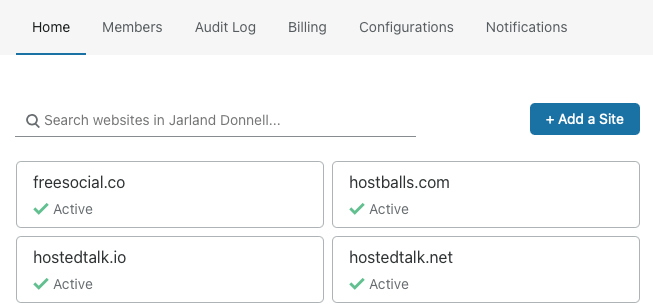 Home Members Audit Log Billing Configurations Notifications
Search websites in Jarland Donnell...
+ Add a Site
freesocial.co
Active
hostballs.com
Active
hostedtalk.io
Active
hostedtalk.net
Active